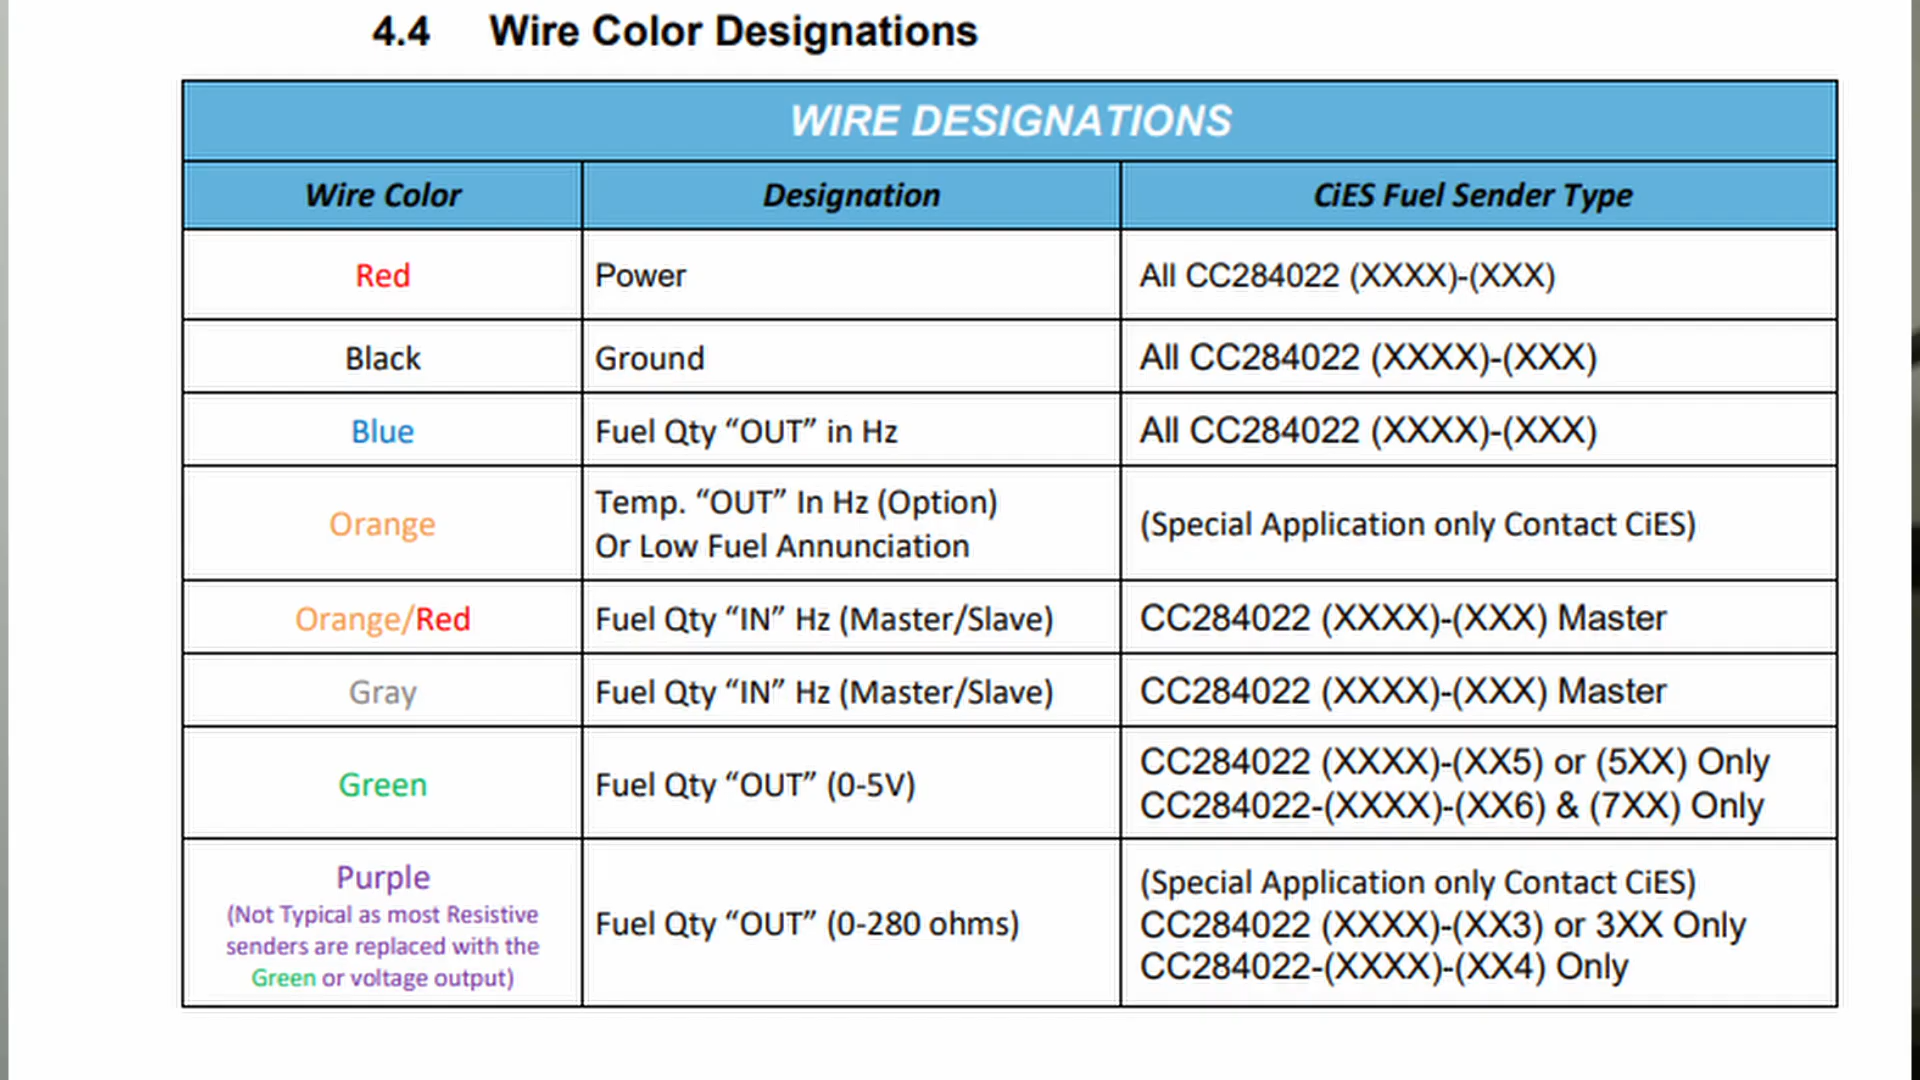 4.4 Wire Color Designations
WIRE DESIGNATIONS
Wire Color Designation CiES Fuel Sender Type
Red Power All CC284022 (XXXX)-(XXX)
Black Ground All CC284022 (XXXX)-(XXX)
Blue Fuel Qty “OUT” in Hz All CC284022 (XXXX)-(XXX)
Orange
Temp. “OUT” In Hz (Option)
Or Low Fuel Annunciation
(Special Application only Contact CiES)
Orange/Red Fuel Qty “IN” Hz (Master/Slave) CC284022 (XXXX)-(XXX) Master
Gray Fuel Qty “IN” Hz (Master/Slave) CC284022 (XXXX)-(XXX) Master
Green
Fuel Qty “OUT” (0-5V)
CC284022 (XXXX)-(XX5) or (5XX) Only
CC284022-(XXXX)-(XX6) & (7XX) Only
Purple
(Not Typical as most Resistive
senders are replaced with the
Green or voltage output)
Fuel Qty “OUT” (0-280 ohms)
(Special Application only Contact CiES)
CC284022 (XXXX)-(XX3) or 3XX Only
CC284022-(XXXX)-(XX4) Only